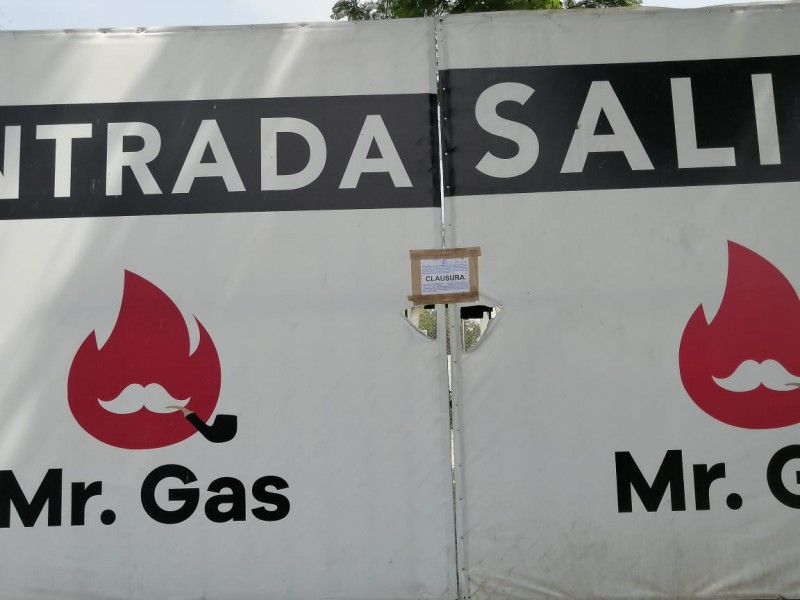 NTRADA
SALI
CLAUSURA
Mr. Gas
Mr. G